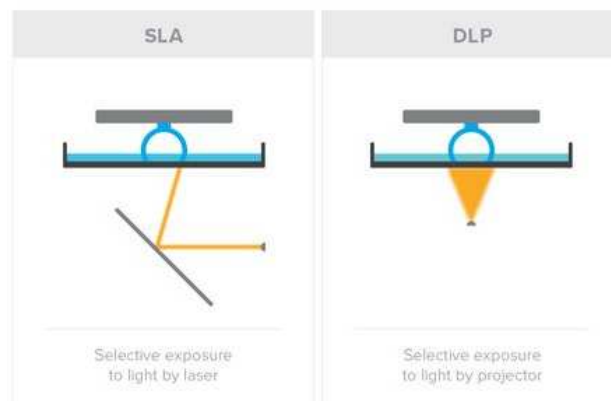 SLA
Selective exposure
to light by laser
DLP
Selective exposure
to light by projector